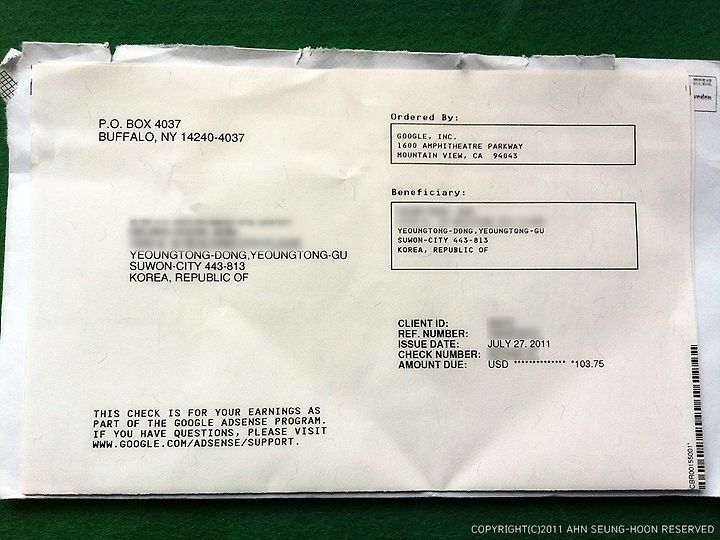 P.O. BOX 4037
BUFFALO, NY 14240-4037
Ordered By:
GOOGLE, INC.
1600 AMPHITHEATRE PARKWAY
MOUNTAIN VIEW, CA 94043
Beneficiary:
YEOUNGTONG-DONG,YEOUNGTONG-GU
SUWON-CITY 443-813
KOREA, REPUBLIC OF
YEOUNGTONG-DONG,YEOUNGTONG-GU
SUWON-CITY 443-813
KOREA, REPUBLIC OF
CLIENT ID:
REF. NUMBER:
ISSUE DATE: JULY 27. 2011
CHECK NUMBER:
AMOUNT DUE: USD ************** *103.75
THIS CHECK IS FOR YOUR EARNINGS AS
PART OF THE GOOGLE ADSENSE PROGRAM.
IF YOU HAVE QUESTIONS, PLEASE VISIT
WWW.GOOGLE.COM/ADSENSE/SUPPORT.
CBR00155001*
COPYRIGHT(C)2011 AHN SEUNG-HOON RESERVED